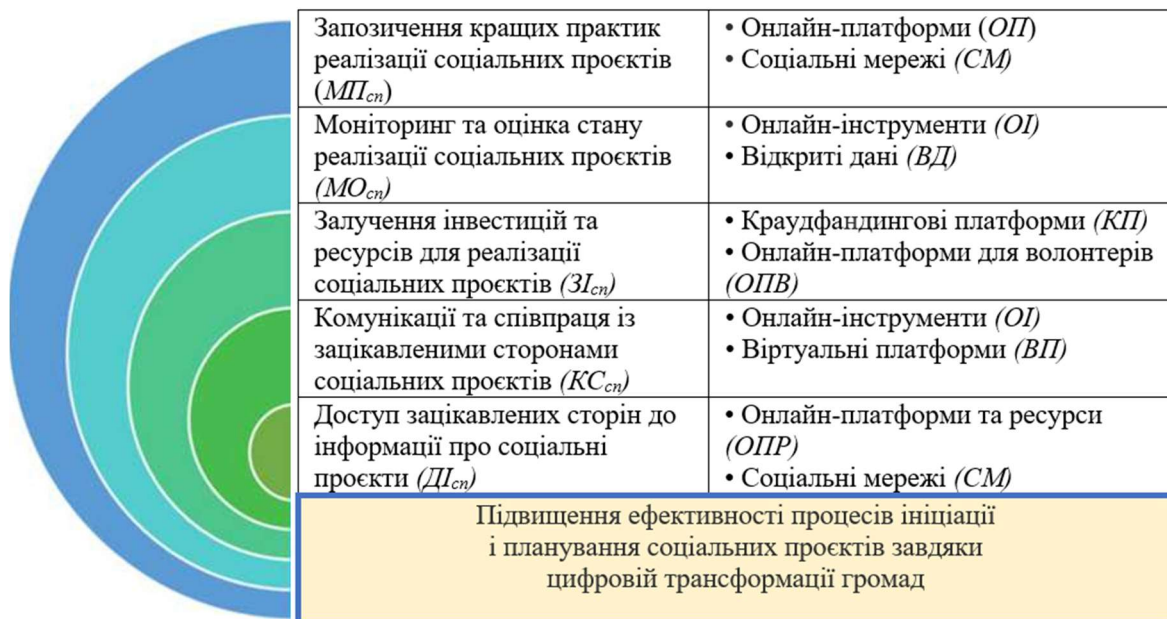 Запозичення кращих практик
реалізації соціальних проєктів
(МПсп)
• Онлайн-платформи (ОП)
• Соціальні мережі (СМ)
Моніторинг та оцінка стану
реалізації соціальних проєктів
(МОсп)
• Онлайн-інструменти (ОІ)
• Відкриті дані (ВД)
Залучення інвестицій та
ресурсів для реалізації
соціальних проєктів (ЗІсп)
• Краудфандингові платформи (КП)
• Онлайн-платформи для волонтерів
(ОПВ)
Комунікації та співпраця із
зацікавленими сторонами
соціальних проєктів (КСсп)
• Онлайн-інструменти (ОІ)
• Віртуальні платформи (ВП)
Доступ зацікавлених сторін до
інформації про соціальні
проєкти (ДІсп)
• Онлайн-платформи та ресурси
(ОПР)
• Соціальні мережі (СМ)
Підвищення ефективності процесів ініціації
і планування соціальних проєктів завдяки
цифровій трансформації громад